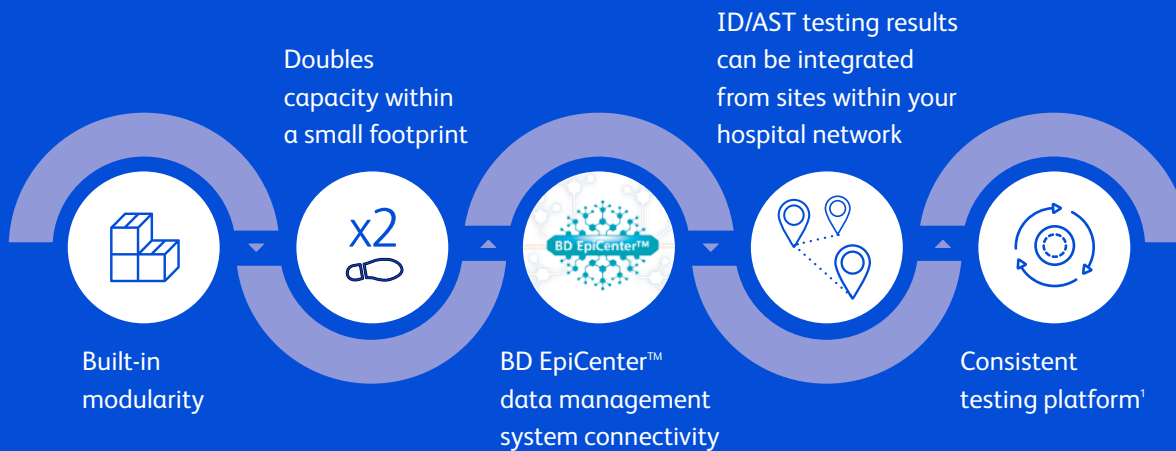 Built-in
modularity
Doubles
capacity within
a small footprint
x2
BD EpiCenter™
BD EpiCenter™
data management
system connectivity
ID/AST testing results
can be integrated
from sites within your
hospital network
Consistent
testing platform¹